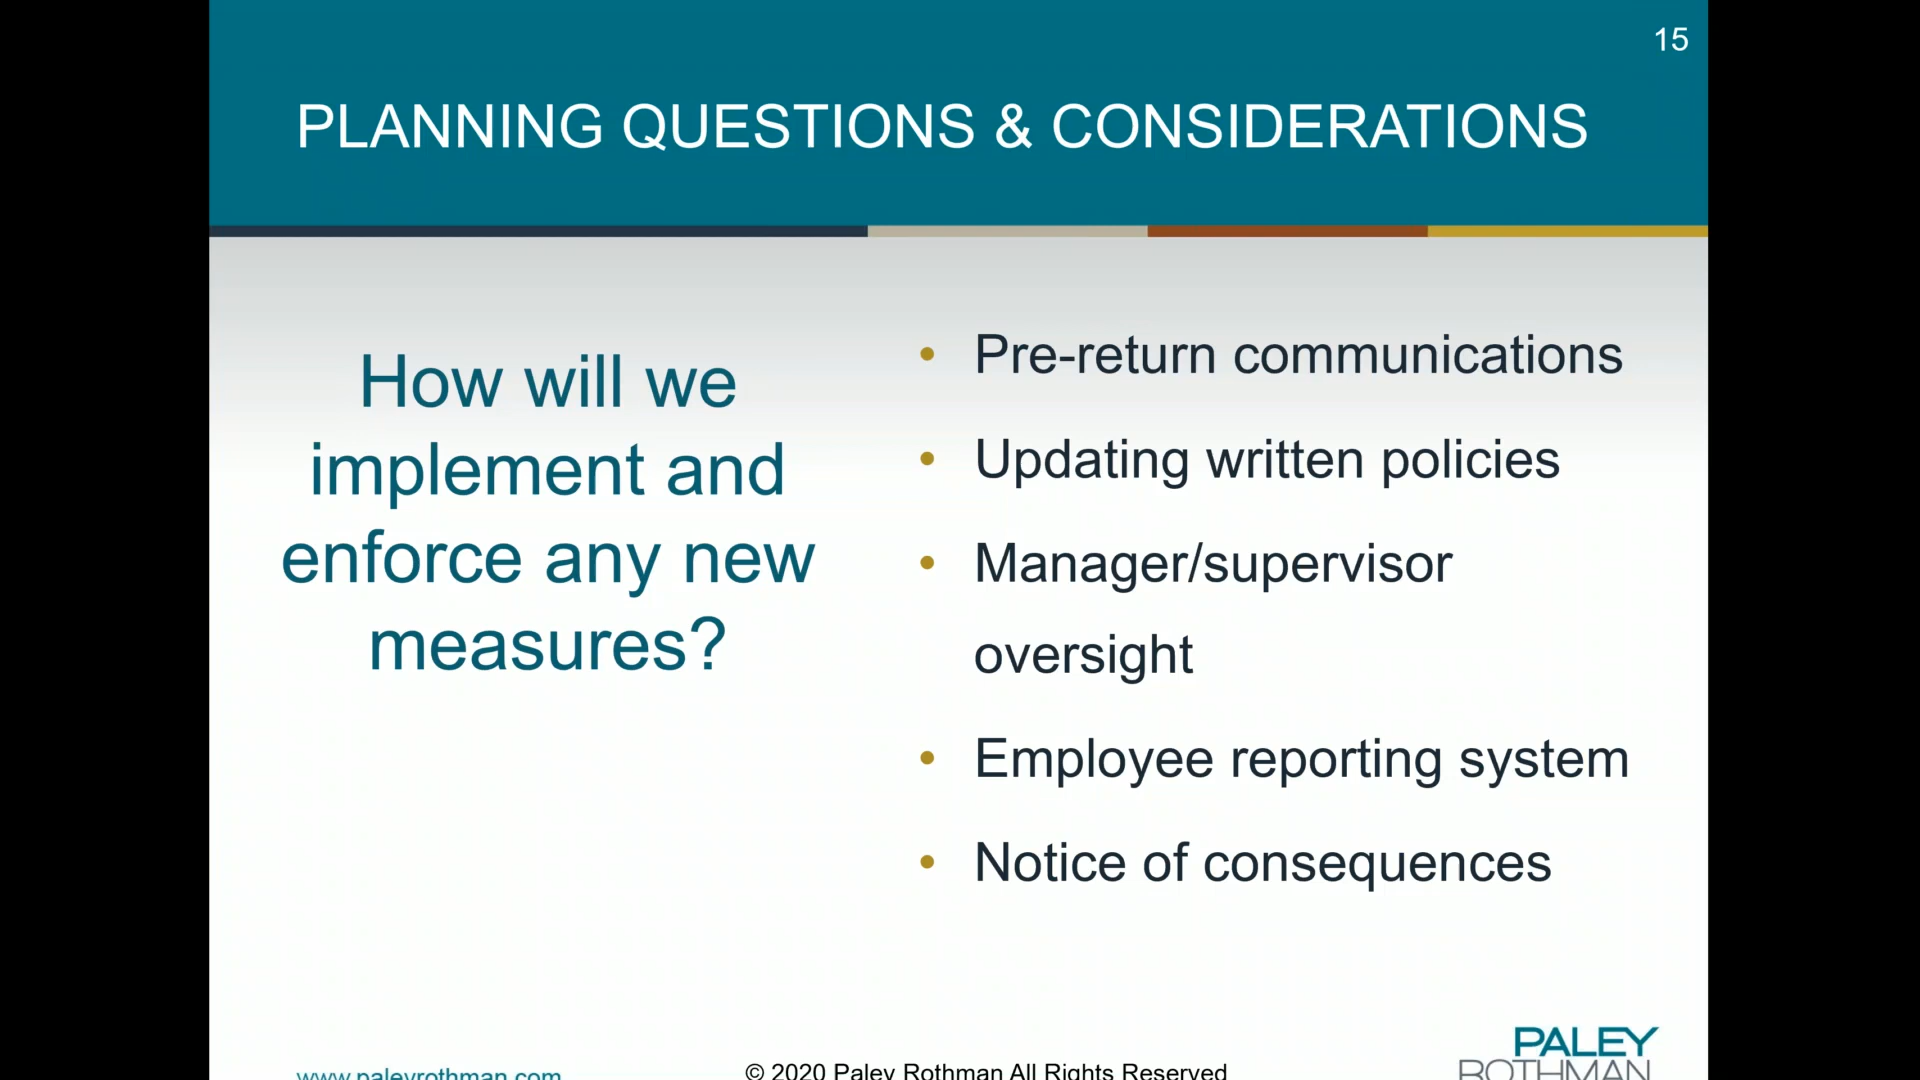 15
PLANNING QUESTIONS & CONSIDERATIONS
How will we
implement and
enforce any new
measures?
• Pre-return communications
• Updating written policies
• Manager/supervisor
oversight
• Employee reporting system
• Notice of consequences
www.paleyrothman.com
© 2020 Paley Rothman All Rights Reserved
PALEY
ROTHMAN